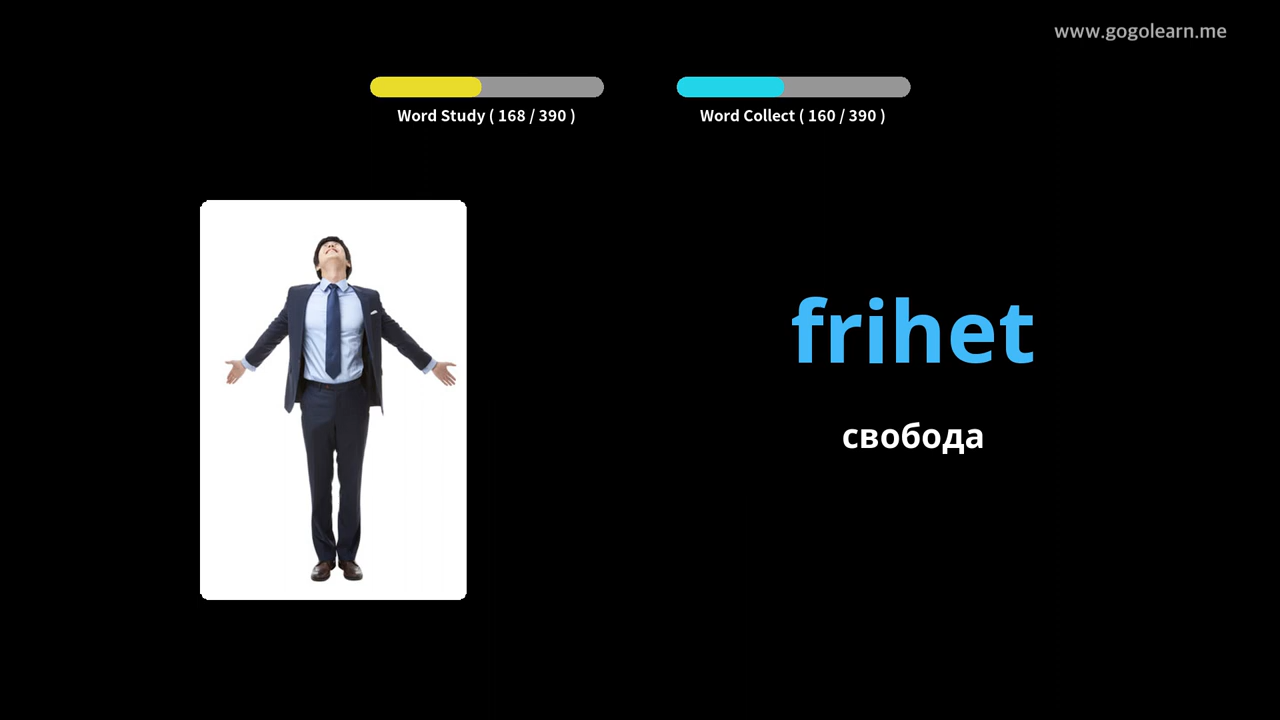 www.gogolearn.me
Word Study ( 168 / 390 )
Word Collect ( 160 / 390 )
frihet
свобода